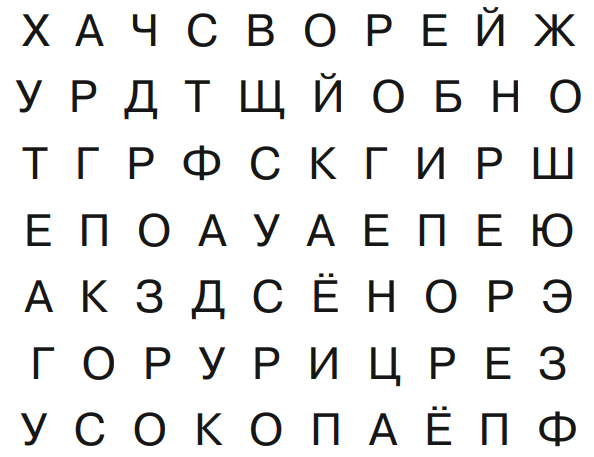 Х А Ч С В О Р Е Й Ж
У Р Д Т Щ Й О Б Н О
Т Г Р Ф С К Г И Р Ш
Е П О А У А Е П Е Ю
А К З Д С Ё Н О Р Э
Г О Р У Р И Ц Р Е З
У С О К О П А Ё П Ф